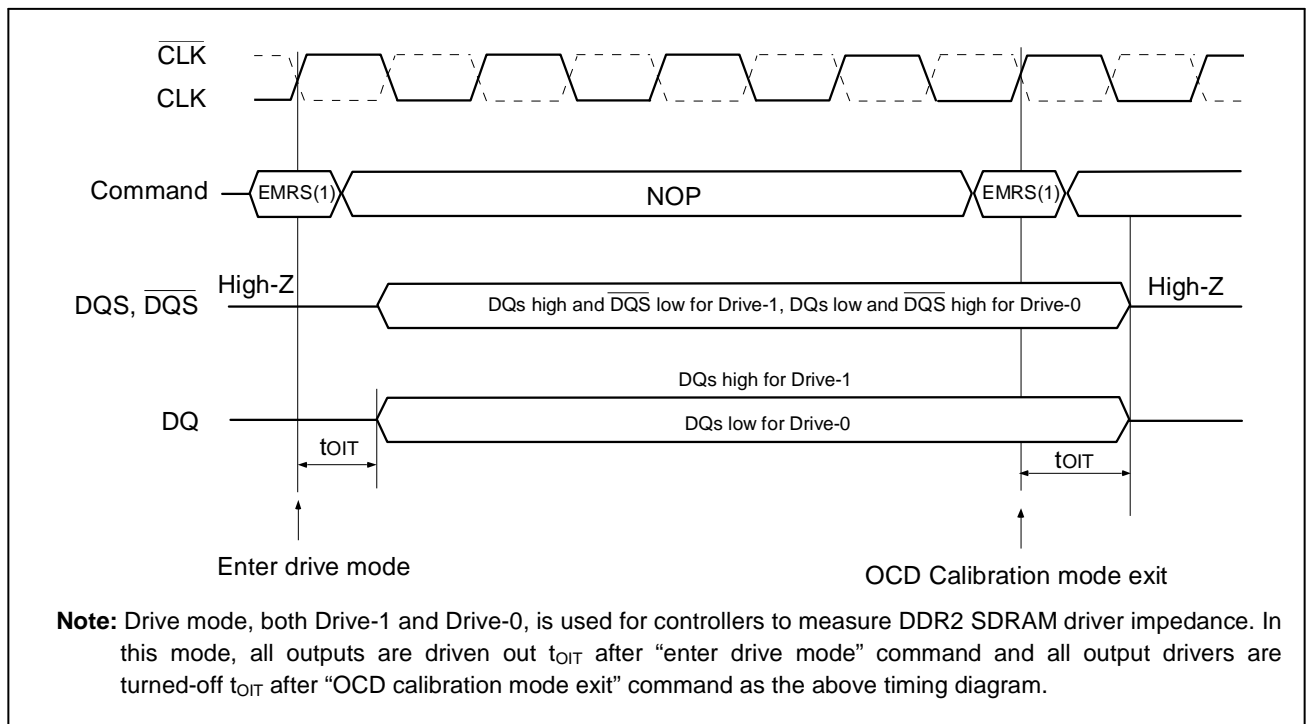 C̅L̅K̅
CLK
Command
EMRS(1)
NOP
EMRS(1)
DQS, D̅Q̅S̅
High-Z
DQs high and D̅Q̅S̅ low for Drive-1, DQs low and D̅Q̅S̅ high for Drive-0
High-Z
DQs high for Drive-1
DQ
DQs low for Drive-0
tOIT
tOIT
Enter drive mode
OCD Calibration mode exit
Note: Drive mode, both Drive-1 and Drive-0, is used for controllers to measure DDR2 SDRAM driver impedance. In
this mode, all outputs are driven out tOIT after “enter drive mode” command and all output drivers are
turned-off tOIT after “OCD calibration mode exit” command as the above timing diagram.